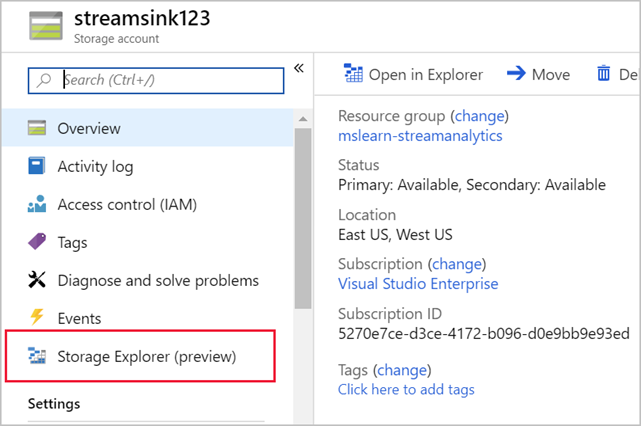 streamsink123
Storage account
Search (Ctrl+/)
«
Overview
Activity log
Access control (IAM)
Tags
Diagnose and solve problems
Events
Storage Explorer (preview)
Settings
Open in Explorer
Move
Del
Resource group (change)
mslearn-streamanalytics
Status
Primary: Available, Secondary: Available
Location
East US, West US
Subscription (change)
Visual Studio Enterprise
Subscription ID
5270e7ce-d3ce-4172-b096-d0e9bb9e93ed
Tags (change)
Click here to add tags